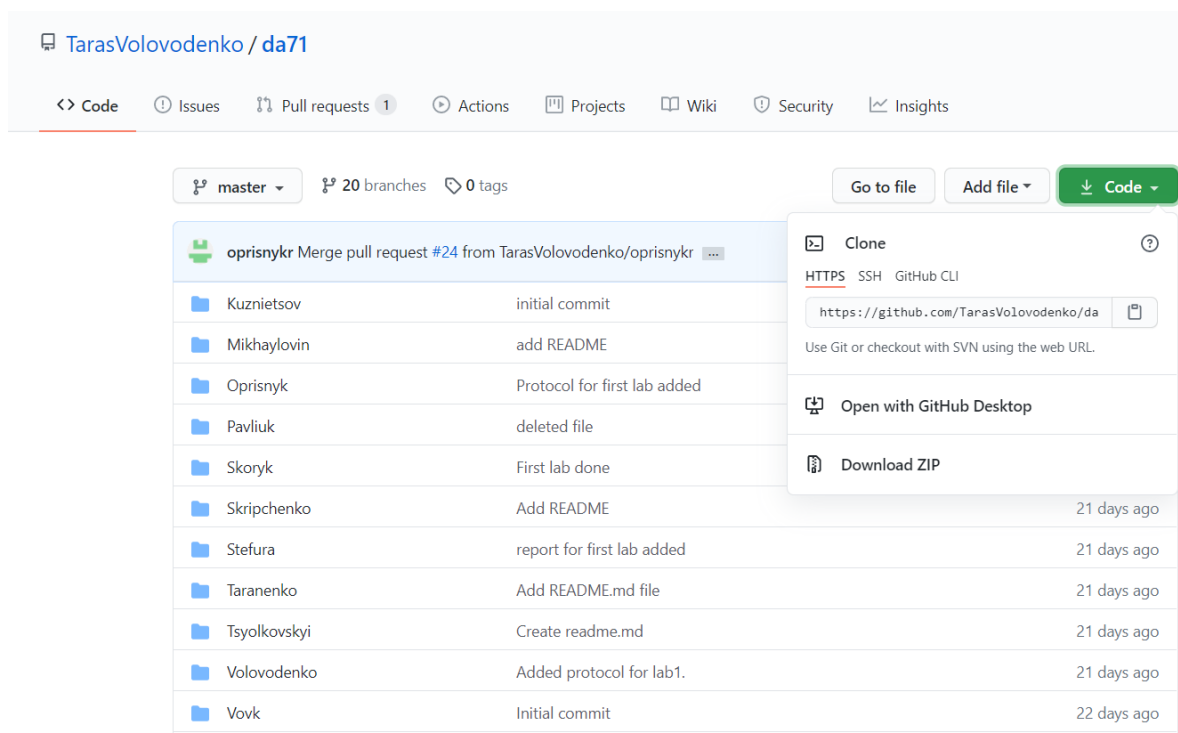 TarasVolovodenko / da71
Code Issues Pull requests 1 Actions Projects Wiki Security Insights
master 20 branches 0 tags Go to file Add file Code
oprisnykr Merge pull request #24 from TarasVolovodenko/oprisnykr ...
Clone
HTTPS SSH GitHub CLI
https://github.com/TarasVolovodenko/da
Use Git or checkout with SVN using the web URL.
Open with GitHub Desktop
Download ZIP
Kuznietsov initial commit
Mikhaylovin add README
Oprisnyk Protocol for first lab added
Pavliuk deleted file
Skoryk First lab done
Skripchenko Add README 21 days ago
Stefura report for first lab added 21 days ago
Taranenko Add README.md file 21 days ago
Tsyolkovskyi Create readme.md 21 days ago
Volovodenko Added protocol for lab1. 21 days ago
Vovk Initial commit 22 days ago